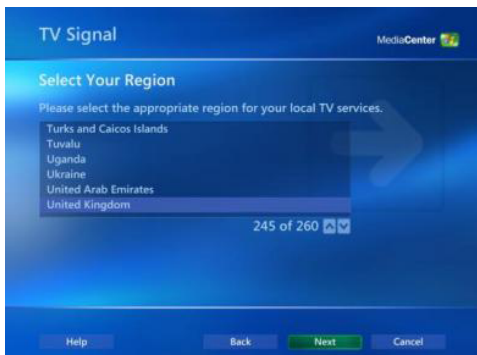 TV Signal
MediaCenter
Select Your Region
Please select the appropriate region for your local TV services.
Turks and Caicos Islands
Tuvalu
Uganda
Ukraine
United Arab Emirates
United Kingdom
245 of 260
Help Back Next Cancel